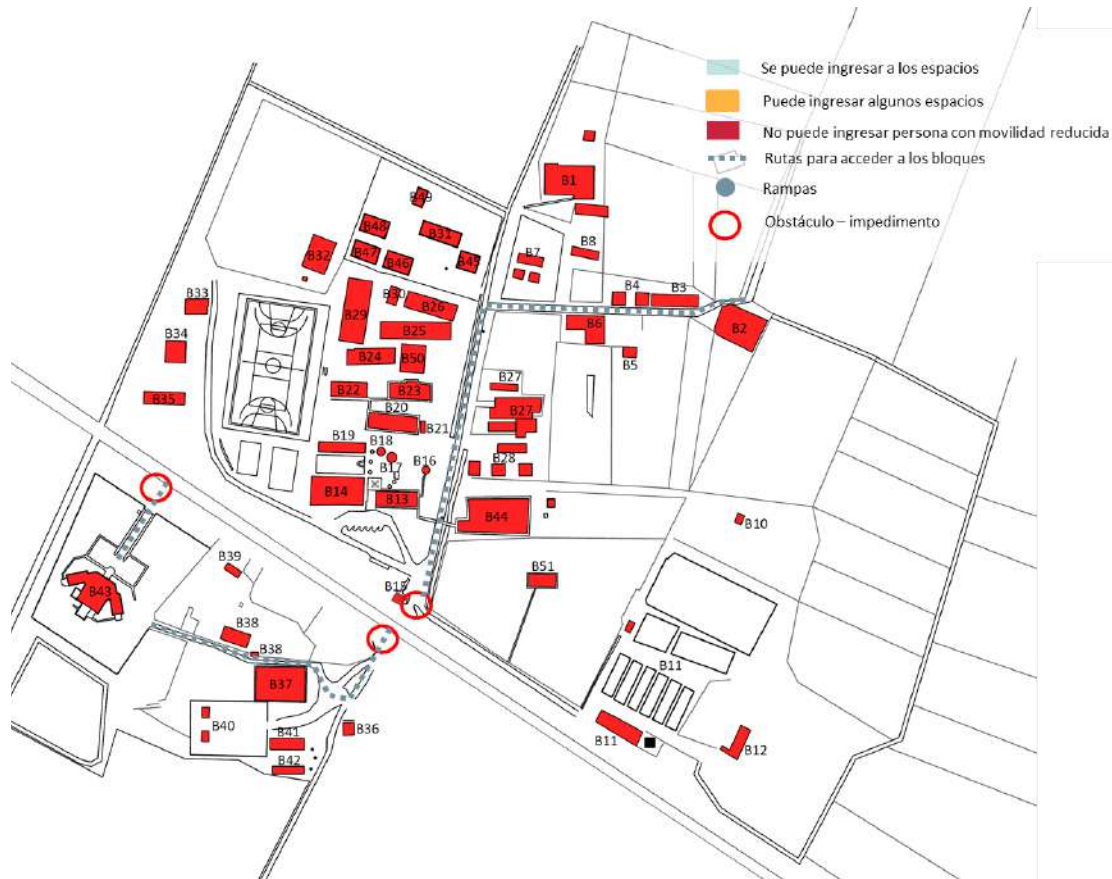 Se puede ingresar a los espacios
Puede ingresar algunos espacios
No puede ingresar persona con movilidad reducida
Rutas para acceder a los bloques
Rampas
Obstáculo – impedimento
B1
B49
B48
B31
B32
B47
B46
B45
B7
B8
B33
B30
B29
B26
B4
B3
B2
B34
B25
B6
B24
B50
B5
B35
B22
B23
B27
B20
B27
B21
B19
B18
B16
B17
B28
B14
B13
B44
B10
B39
B43
B15
B51
B38
B38
B37
B11
B40
B41
B36
B11
B12
B42